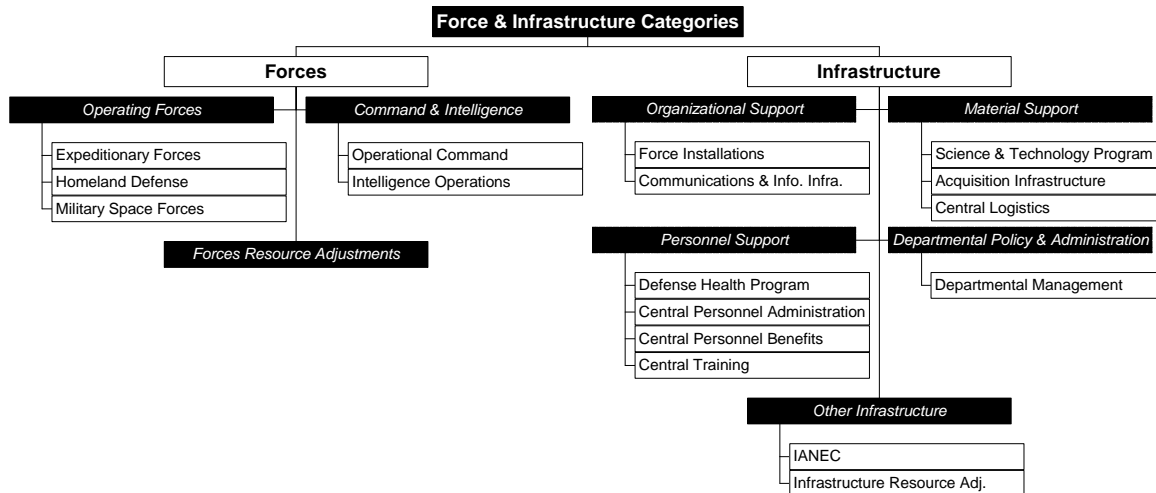 Force & Infrastructure Categories
Forces
Operating Forces
Expeditionary Forces
Homeland Defense
Military Space Forces
Command & Intelligence
Operational Command
Intelligence Operations
Forces Resource Adjustments
Infrastructure
Organizational Support
Force Installations
Communications & Info. Infra.
Material Support
Science & Technology Program
Acquisition Infrastructure
Central Logistics
Personnel Support
Defense Health Program
Central Personnel Administration
Central Personnel Benefits
Central Training
Departmental Policy & Administration
Departmental Management
Other Infrastructure
IANEC
Infrastructure Resource Adj.